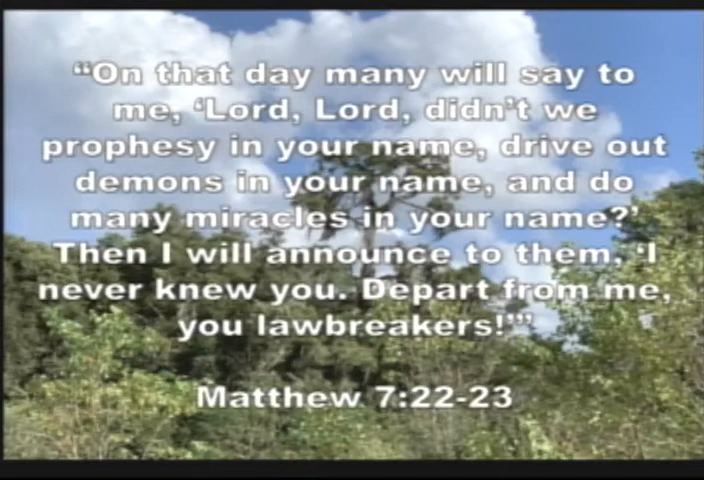 “On that day many will say to
me, ‘Lord, Lord, didn’t we
prophesy in your name, drive out
demons in your name, and do
many miracles in your name?’
Then I will announce to them, ‘I
never knew you. Depart from me,
you lawbreakers!’”
Matthew 7:22-23